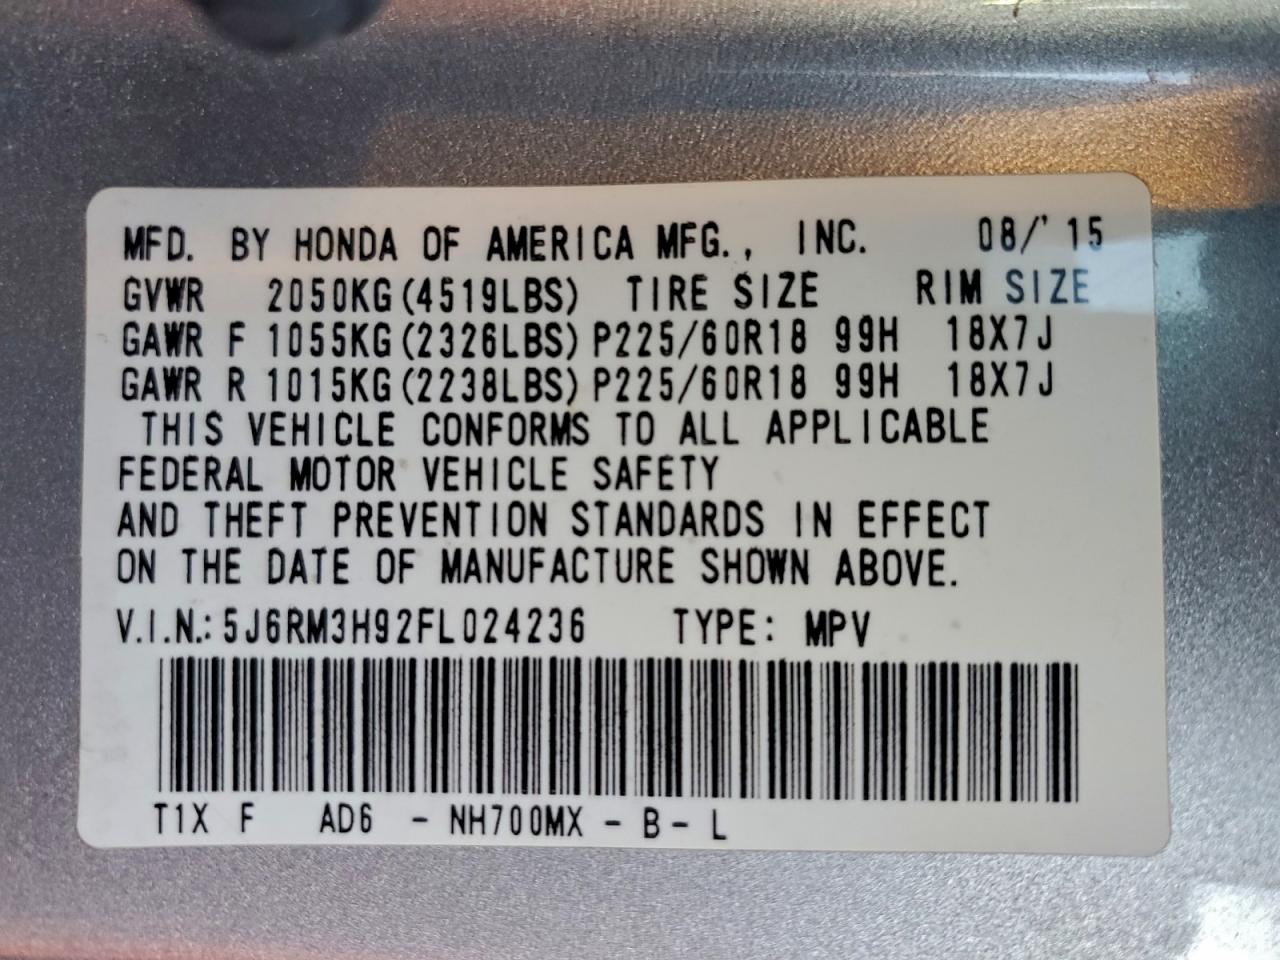 MFD. BY HONDA OF AMERICA MFG., INC. 08/'15
GVWR 2050KG(4519LBS) TIRE SIZE RIM SIZE
GAWR F 1055KG(2326LBS) P225/60R18 99H 18X7J
GAWR R 1015KG(2238LBS) P225/60R18 99H 18X7J
THIS VEHICLE CONFORMS TO ALL APPLICABLE
FEDERAL MOTOR VEHICLE SAFETY
AND THEFT PREVENTION STANDARDS IN EFFECT
ON THE DATE OF MANUFACTURE SHOWN ABOVE.
V.I.N.: 5J6RM3H92FL024236 TYPE: MPV
T1X F AD6 - NH700MX - B - L